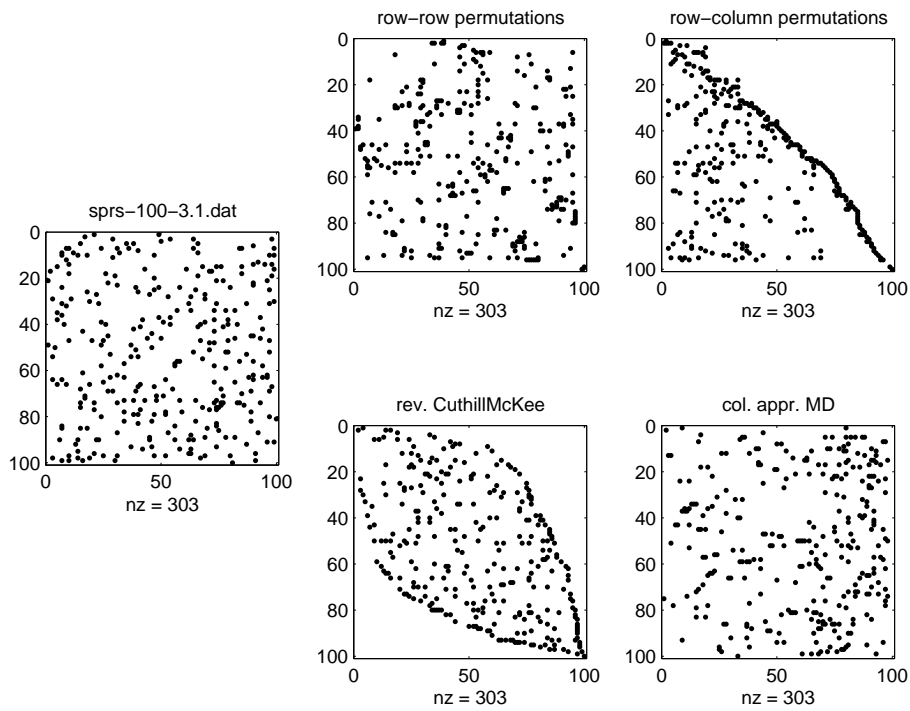 row−row permutations
0
20
40
60
80
100
0 50 100
nz = 303
row−column permutations
0
20
40
60
80
100
0 50 100
nz = 303
sprs−100−3.1.dat
0
20
40
60
80
100
0 50 100
nz = 303
rev. CuthillMcKee
0
20
40
60
80
100
0 50 100
nz = 303
col. appr. MD
0
20
40
60
80
100
0 50 100
nz = 303